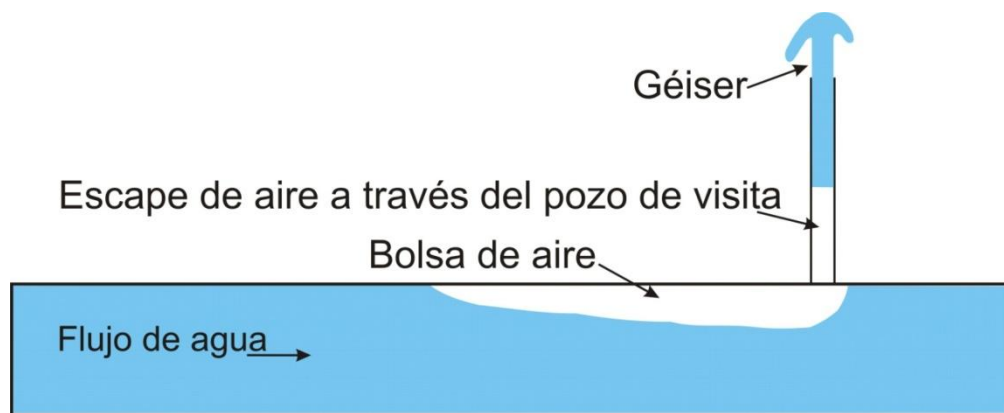 Géiser
Escape de aire a través del pozo de visita
Bolsa de aire
Flujo de agua